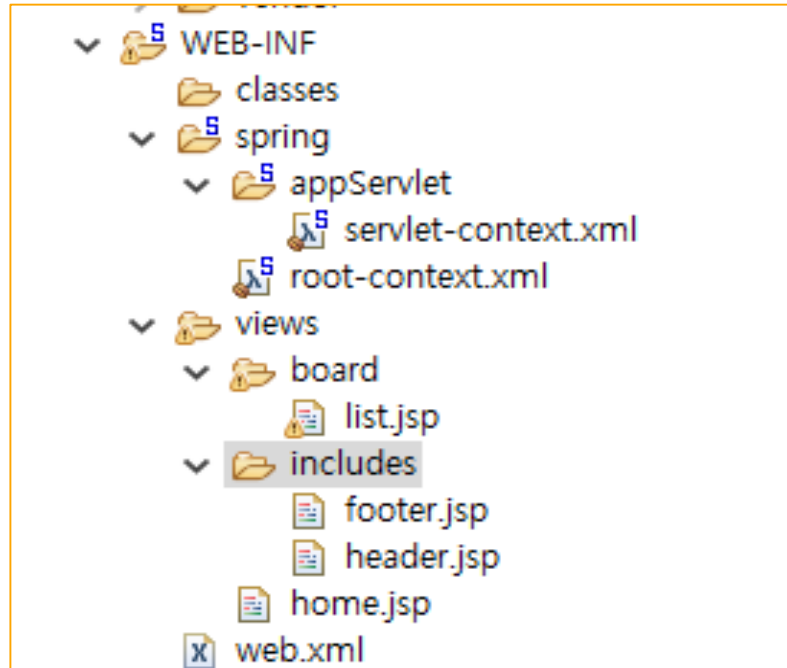 WEB-INF
classes
spring
appServlet
servlet-context.xml
root-context.xml
views
board
list.jsp
includes
footer.jsp
header.jsp
home.jsp
web.xml